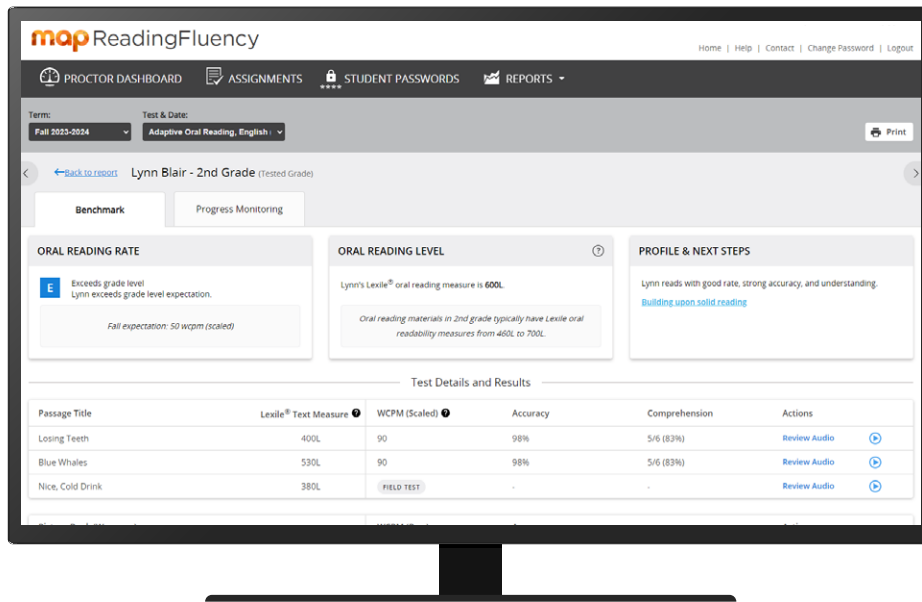 map ReadingFluency
Home | Help | Contact | Change Password | Logout
PROCTOR DASHBOARD ASSIGNMENTS STUDENT PASSWORDS REPORTS
Term: Test & Date:
Fall 2023-2024 Adaptive Oral Reading, English
Print
←Back to report Lynn Blair - 2nd Grade (Tested Grade)
Benchmark Progress Monitoring
ORAL READING RATE
E
Exceeds grade level
Lynn exceeds grade level expectation.
Fall expectation: 50 wcpm (scaled)
ORAL READING LEVEL ?
Lynn's Lexile® oral reading measure is 600L.
Oral reading materials in 2nd grade typically have Lexile oral
readability measures from 460L to 700L.
PROFILE & NEXT STEPS
Lynn reads with good rate, strong accuracy, and understanding.
Building upon solid reading
Test Details and Results
Passage Title Lexile® Text Measure ? WCPM (Scaled) ? Accuracy Comprehension Actions
Losing Teeth 400L 90 98% 5/6 (83%) Review Audio
Blue Whales 530L 90 98% 5/6 (83%) Review Audio
Nice, Cold Drink 380L FIELD TEST - - Review Audio